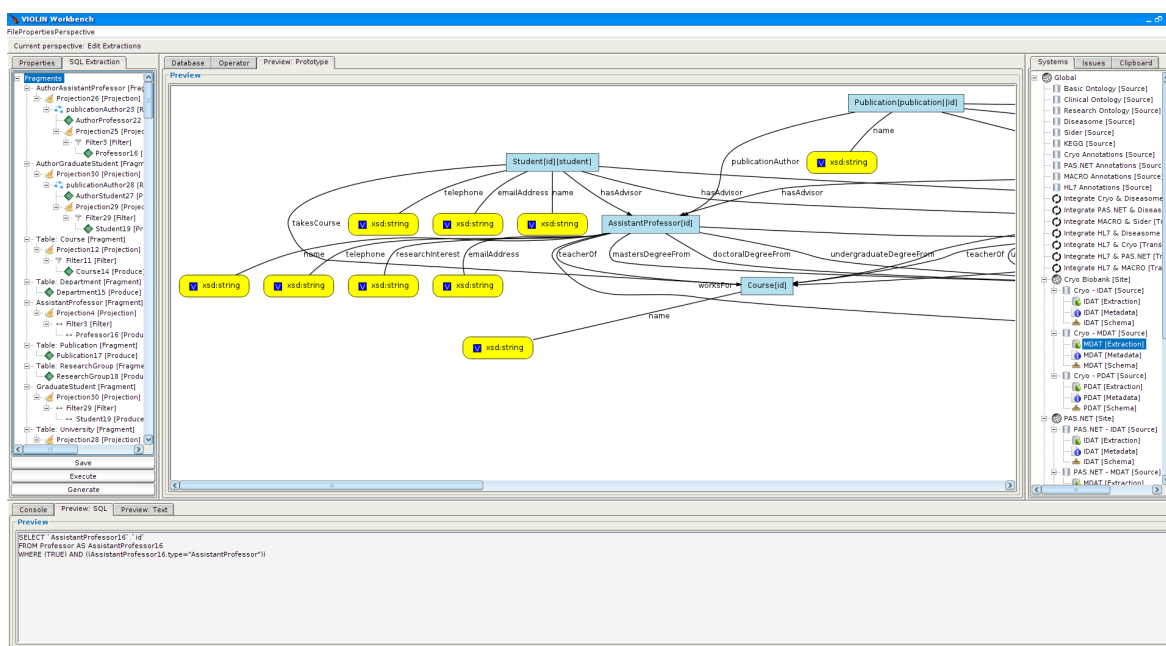 VIOLIN Workbench
FilePropertiesPerspective
Current perspective: Edit Extractions
Properties SQL Extraction
Fragments
AuthorAssistantProfessor [Frag
Projection26 [Projection]
publicationAuthor23 [R
AuthorProfessor22
Projection25 [Projec
Filter3 [Filter]
Professor16 [
AuthorGraduateStudent [Fragm
Projection30 [Projection]
publicationAuthor28 [R
AuthorStudent27 [P
Projection29 [Projec
Filter29 [Filter]
Student19 [Pr
Table: Course [Fragment]
Projection12 [Projection]
Filter11 [Filter]
Course14 [Produce
Table: Department [Fragment]
Department15 [Produce]
AssistantProfessor [Fragment]
Projection4 [Projection]
Filter3 [Filter]
Professor16 [Produ
Table: Publication [Fragment]
Publication17 [Produce]
Table: ResearchGroup [Fragme
ResearchGroup18 [Produ
GraduateStudent [Fragment]
Projection30 [Projection]
Filter29 [Filter]
Student19 [Produce
Table: University [Fragment]
Projection28 [Projection]
Save
Execute
Generate
Database Operator Preview: Prototype
Preview
Publication[publication][id]
name
publicationAuthor
xsd:string
Student[id][student]
telephone emailAddress name hasAdvisor hasAdvisor hasAdvisor
takesCourse
xsd:string xsd:string xsd:string
AssistantProfessor[id]
name telephone researchInterest emailAddress teacherOf mastersDegreeFrom doctoralDegreeFrom undergraduateDegreeFrom teacherOf
xsd:string xsd:string xsd:string xsd:string
worksFor
Course[id]
name
xsd:string
Systems Issues Clipboard
Global
Basic Ontology [Source]
Clinical Ontology [Source]
Research Ontology [Source]
Diseasome [Source]
Sider [Source]
KEGG [Source]
Cryo Annotations [Source]
PAS.NET Annotations [Sourc
MACRO Annotations [Source]
HL7 Annotations [Source]
Integrate Cryo & Diseasome
Integrate PAS.NET & Diseas
Integrate MACRO & Sider [Tr
Integrate HL7 & Diseasome
Integrate HL7 & Cryo [Trans
Integrate HL7 & PAS.NET [Tr
Integrate HL7 & MACRO [Tra
Cryo Biobank [Site]
Cryo - IDAT [Source]
IDAT [Extraction]
IDAT [Metadata]
IDAT [Schema]
Cryo - MDAT [Source]
MDAT [Extraction]
MDAT [Metadata]
MDAT [Schema]
Cryo - PDAT [Source]
PDAT [Extraction]
PDAT [Metadata]
PDAT [Schema]
PAS.NET [Site]
PAS.NET - IDAT [Source]
IDAT [Extraction]
IDAT [Metadata]
IDAT [Schema]
PAS.NET - MDAT [Source]
MDAT [Extraction]
Console Preview: SQL Preview: Text
Preview
SELECT `AssistantProfessor16`.`id`
FROM Professor AS AssistantProfessor16
WHERE (TRUE) AND ((AssistantProfessor16.type="AssistantProfessor"))